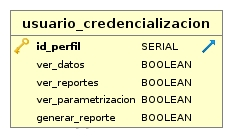 usuario_credencializacion
id_perfil SERIAL
ver_datos BOOLEAN
ver_reportes BOOLEAN
ver_parametrizacion BOOLEAN
generar_reporte BOOLEAN